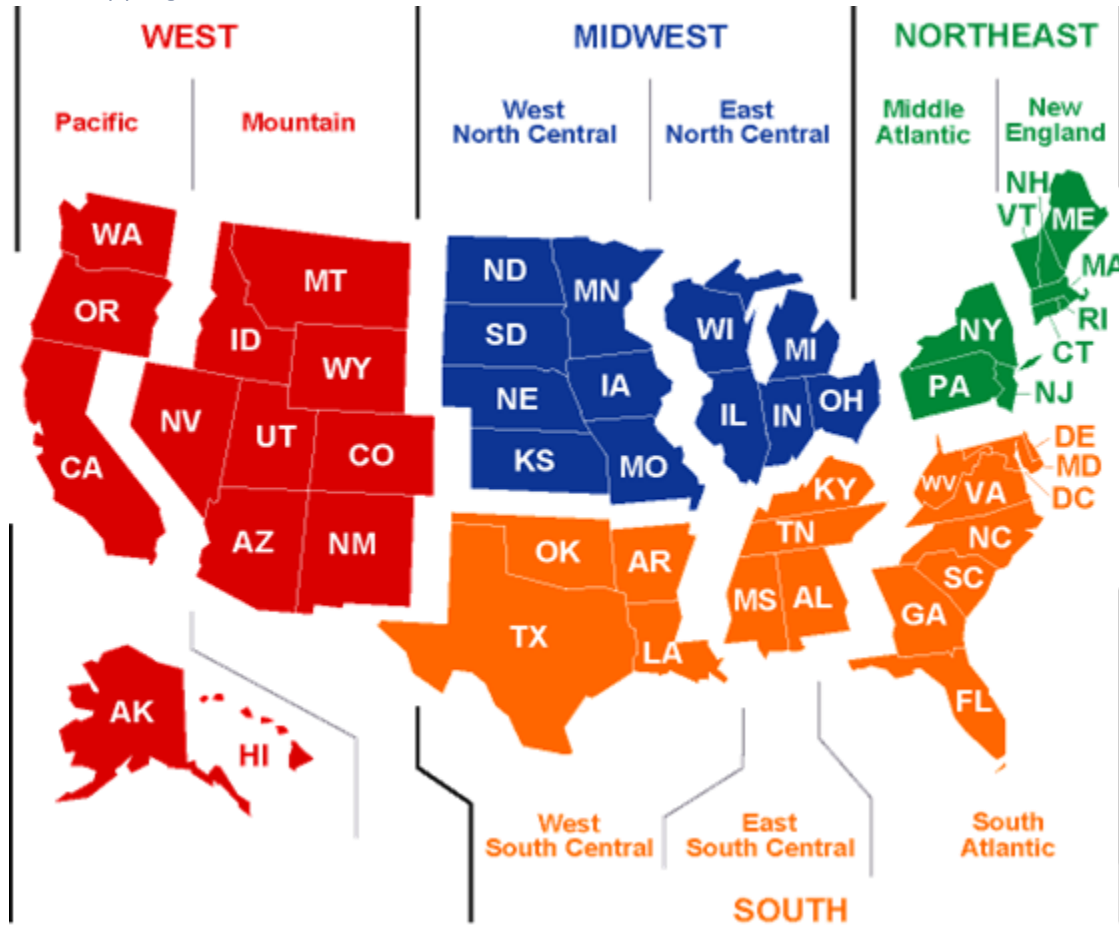 WEST
MIDWEST
NORTHEAST
Pacific
Mountain
West
North Central
East
North Central
Middle
Atlantic
New
England
WA
OR
CA
NV
ID
MT
WY
UT
CO
AZ
NM
AK
HI
ND
SD
NE
KS
MN
IA
MO
WI
MI
IL
IN
OH
NH
VT
ME
MA
RI
CT
NY
PA
NJ
DE
MD
DC
WV
VA
NC
SC
GA
FL
KY
TN
MS
AL
OK
AR
TX
LA
West
South Central
East
South Central
South
Atlantic
SOUTH